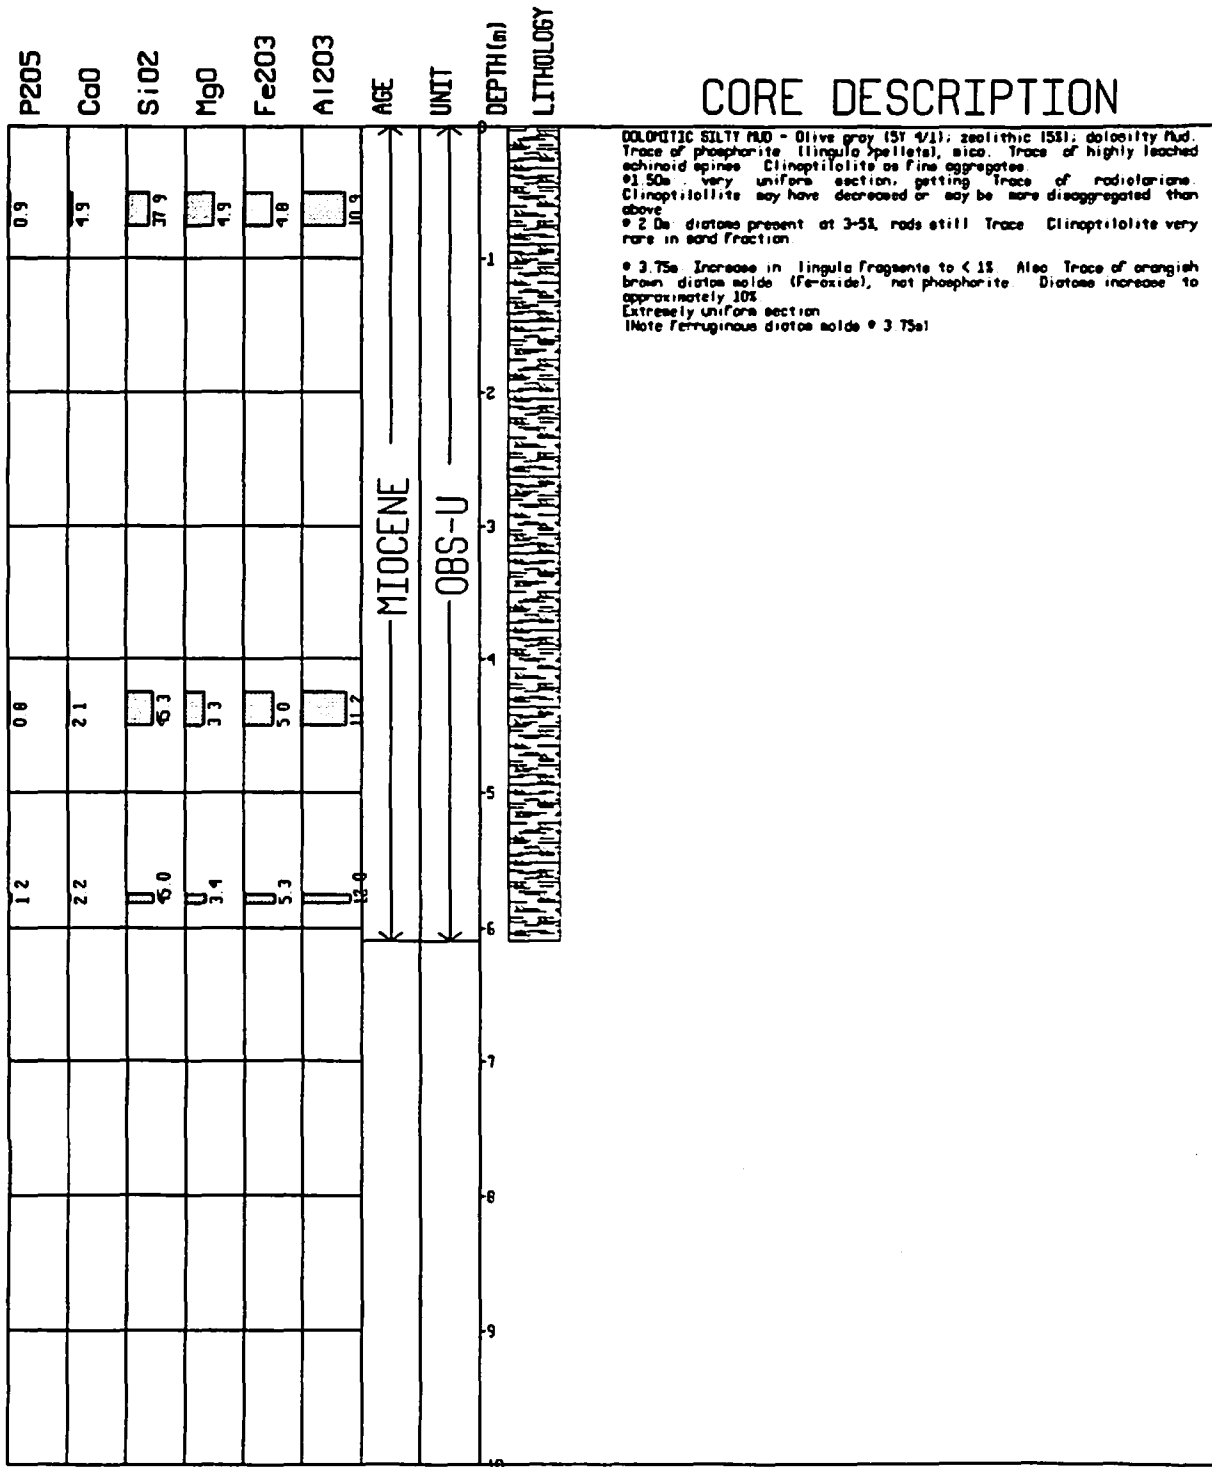 P2O5 CaO SiO2 MgO Fe2O3 Al2O3 AGE UNIT DEPTH(m) LITHOLOGY
CORE DESCRIPTION
0
DOLOMITIC SILTY MUD - Olive gray (5Y 4/1); zeolithic (5%); dolosilty Mud.
Trace of phosphorite (lingula >pellets), mica. Trace of highly leached
echinoid spines Clinoptilolite as fine aggregates
@1.50m very uniform section, getting Trace of radiolarians.
Clinoptilollite may have decreased or may be more disaggregated than
above
@ 2 0m diatoms present at 3-5%, rads still Trace Clinoptilolite very
rare in sand fraction
@ 3.75m Increase in lingula fragments to < 1% Also Trace of orangish
brown diatom molds (Fe-oxide), not phosphorite Diatoms increase to
approximately 10%
Extremely uniform section
(Note ferruginous diatom molds @ 3 75m)
0.9 4.9 37 9 4.9 4.8 10.9
-1
-2
MIOCENE OBS-U
-3
-4
0 8 2 1 45.3 3.3 5 0 11.2
-5
1 2 2 2 45.0 3.4 5.3 12.0
-6
-7
-8
-9
10